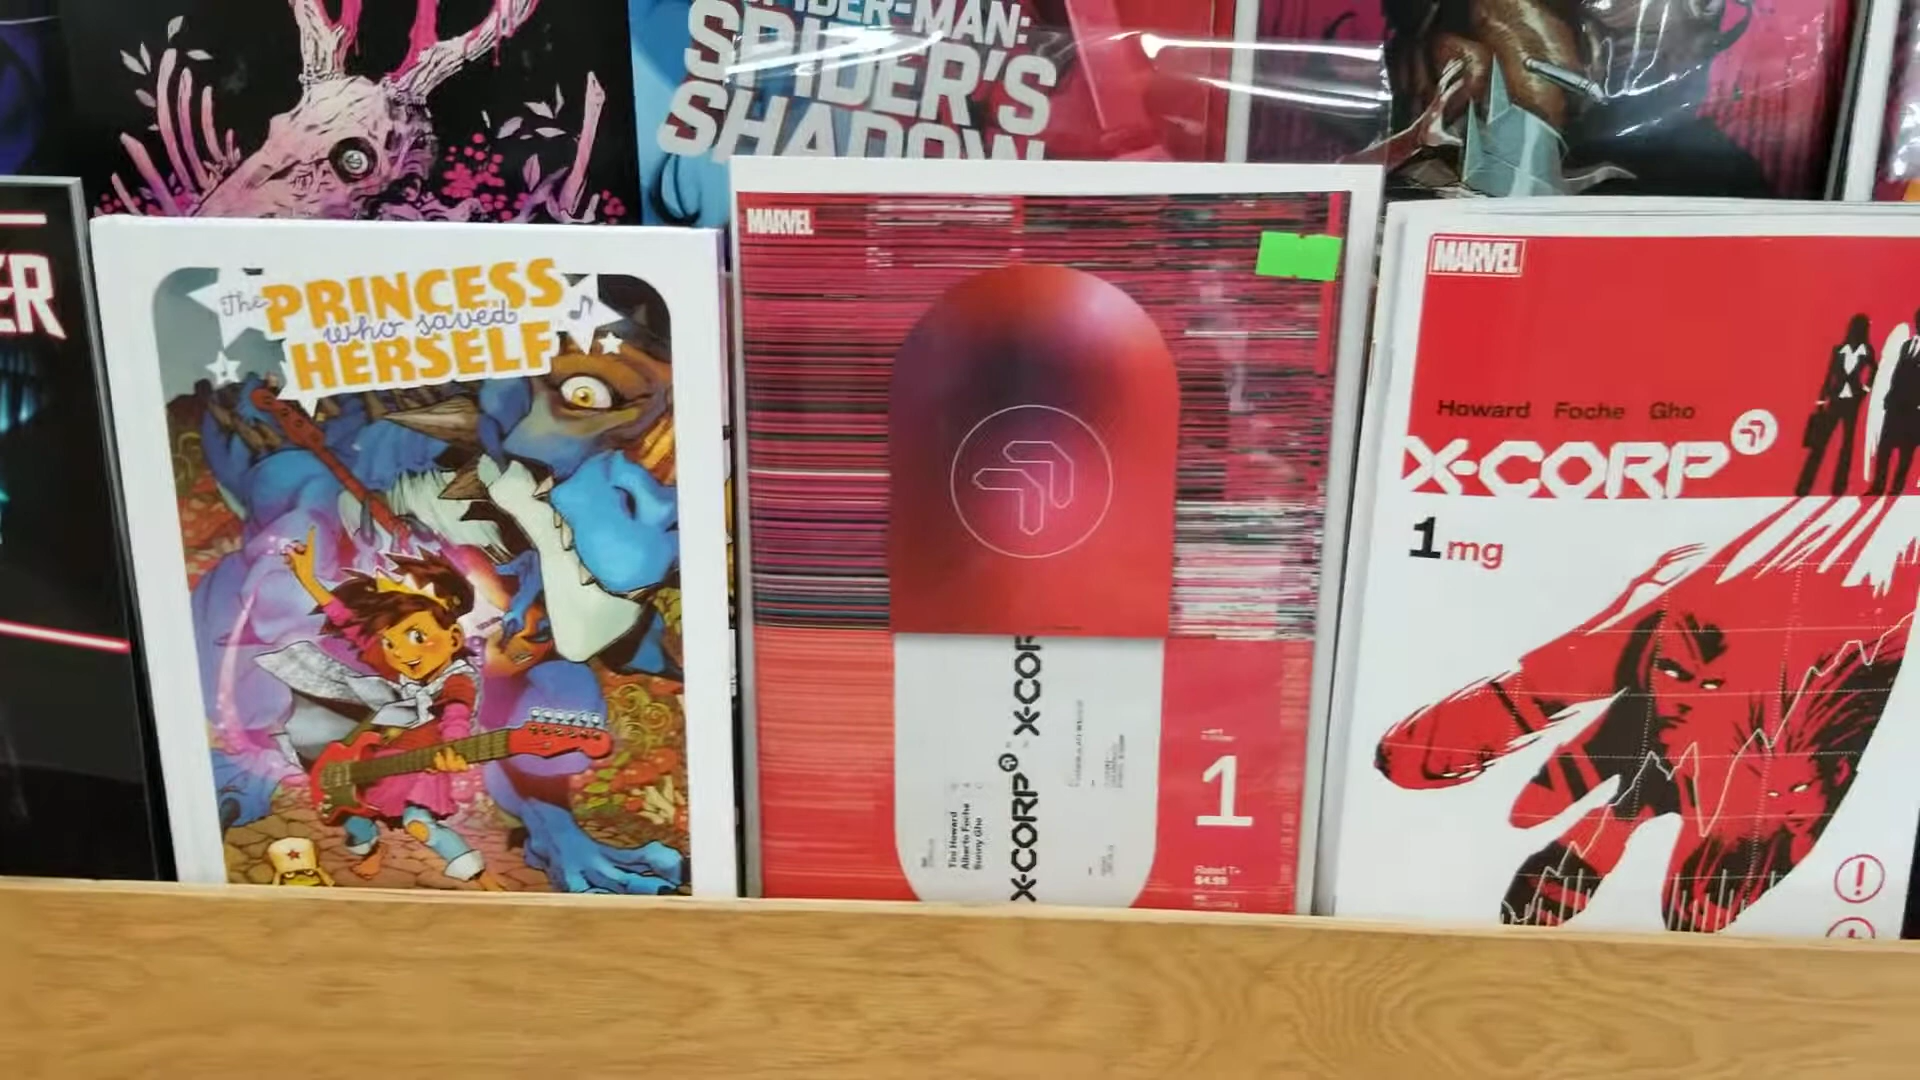 SPIDER-MAN:
SPIDER'S
SHADOW
ER
The
PRINCESS
who saved
HERSELF
MARVEL
X-CORP
X-COR
Tini Howard
Alberto Foche
Sunny Gho
1
Rated T+
$4.99
MARVEL
Howard Foche Gho
X-CORP
1mg